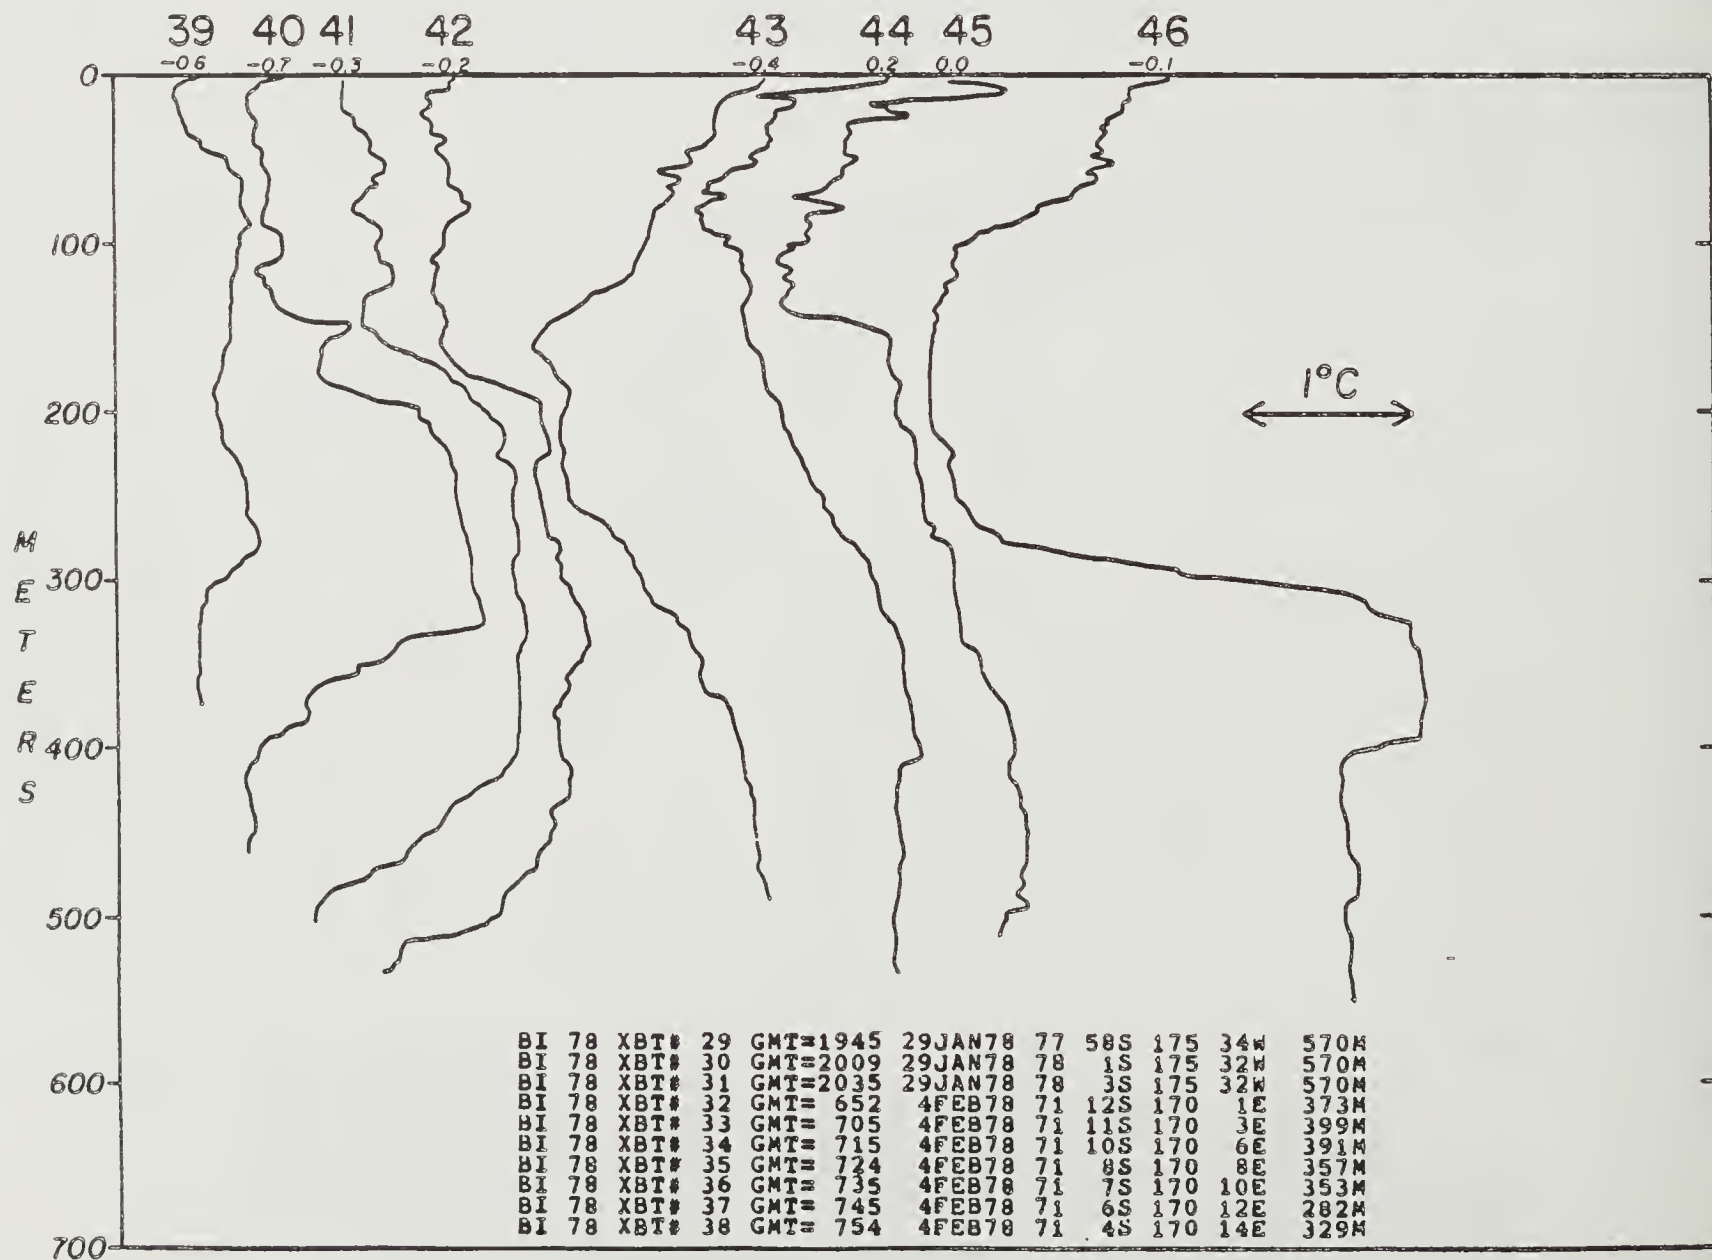 39 40 41 42 43 44 45 46
-0.6 -0.7 -0.3 -0.2 -0.4 0.2 0.0 -0.1
0
100
1°C
200
METERS
300
400
500
BI 78 XBT# 29 GMT=1945 29JAN78 77 58S 175 34W 570M
BI 78 XBT# 30 GMT=2009 29JAN78 78 1S 175 32W 570M
BI 78 XBT# 31 GMT=2035 29JAN78 78 3S 175 32W 570M
BI 78 XBT# 32 GMT= 652 4FEB78 71 12S 170 1E 373M
BI 78 XBT# 33 GMT= 705 4FEB78 71 11S 170 3E 399M
BI 78 XBT# 34 GMT= 715 4FEB78 71 10S 170 6E 391M
BI 78 XBT# 35 GMT= 724 4FEB78 71 8S 170 8E 357M
BI 78 XBT# 36 GMT= 735 4FEB78 71 7S 170 10E 353M
BI 78 XBT# 37 GMT= 745 4FEB78 71 6S 170 12E 282M
BI 78 XBT# 38 GMT= 754 4FEB78 71 4S 170 14E 329M
600
700